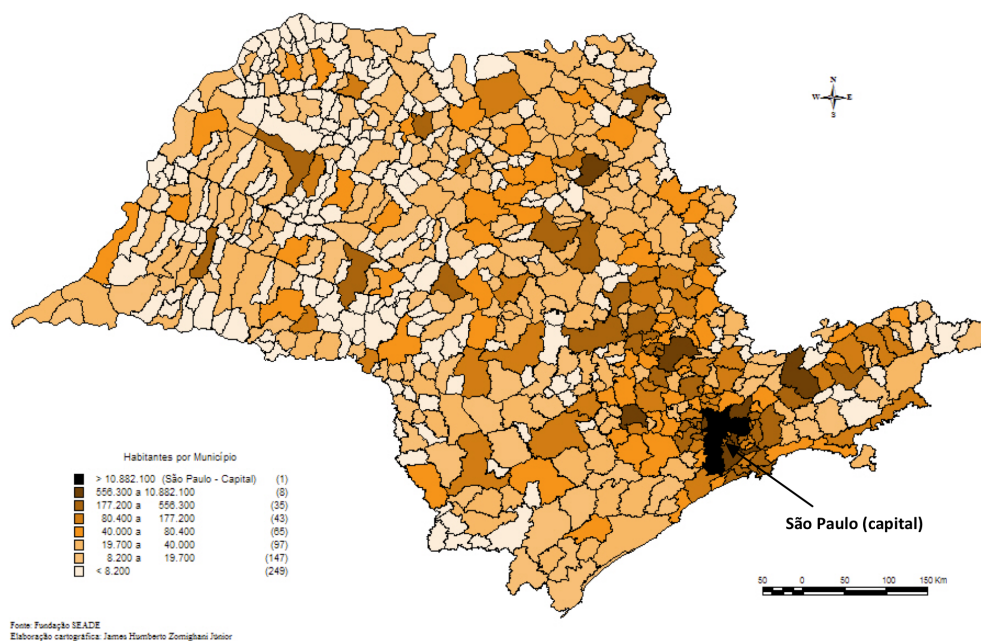 N
W E
S
Habitantes por Município
> 10.882.100 (São Paulo - Capital) (1)
556.300 a 10.882.100 (8)
177.200 a 556.300 (35)
80.400 a 177.200 (43)
40.000 a 80.400 (65)
19.700 a 40.000 (97)
8.200 a 19.700 (147)
< 8.200 (249)
São Paulo (capital)
50 0 50 100 150 Km
Fonte: Fundação SEADE
Elaboração cartográfica: James Humberto Zomighani Junior